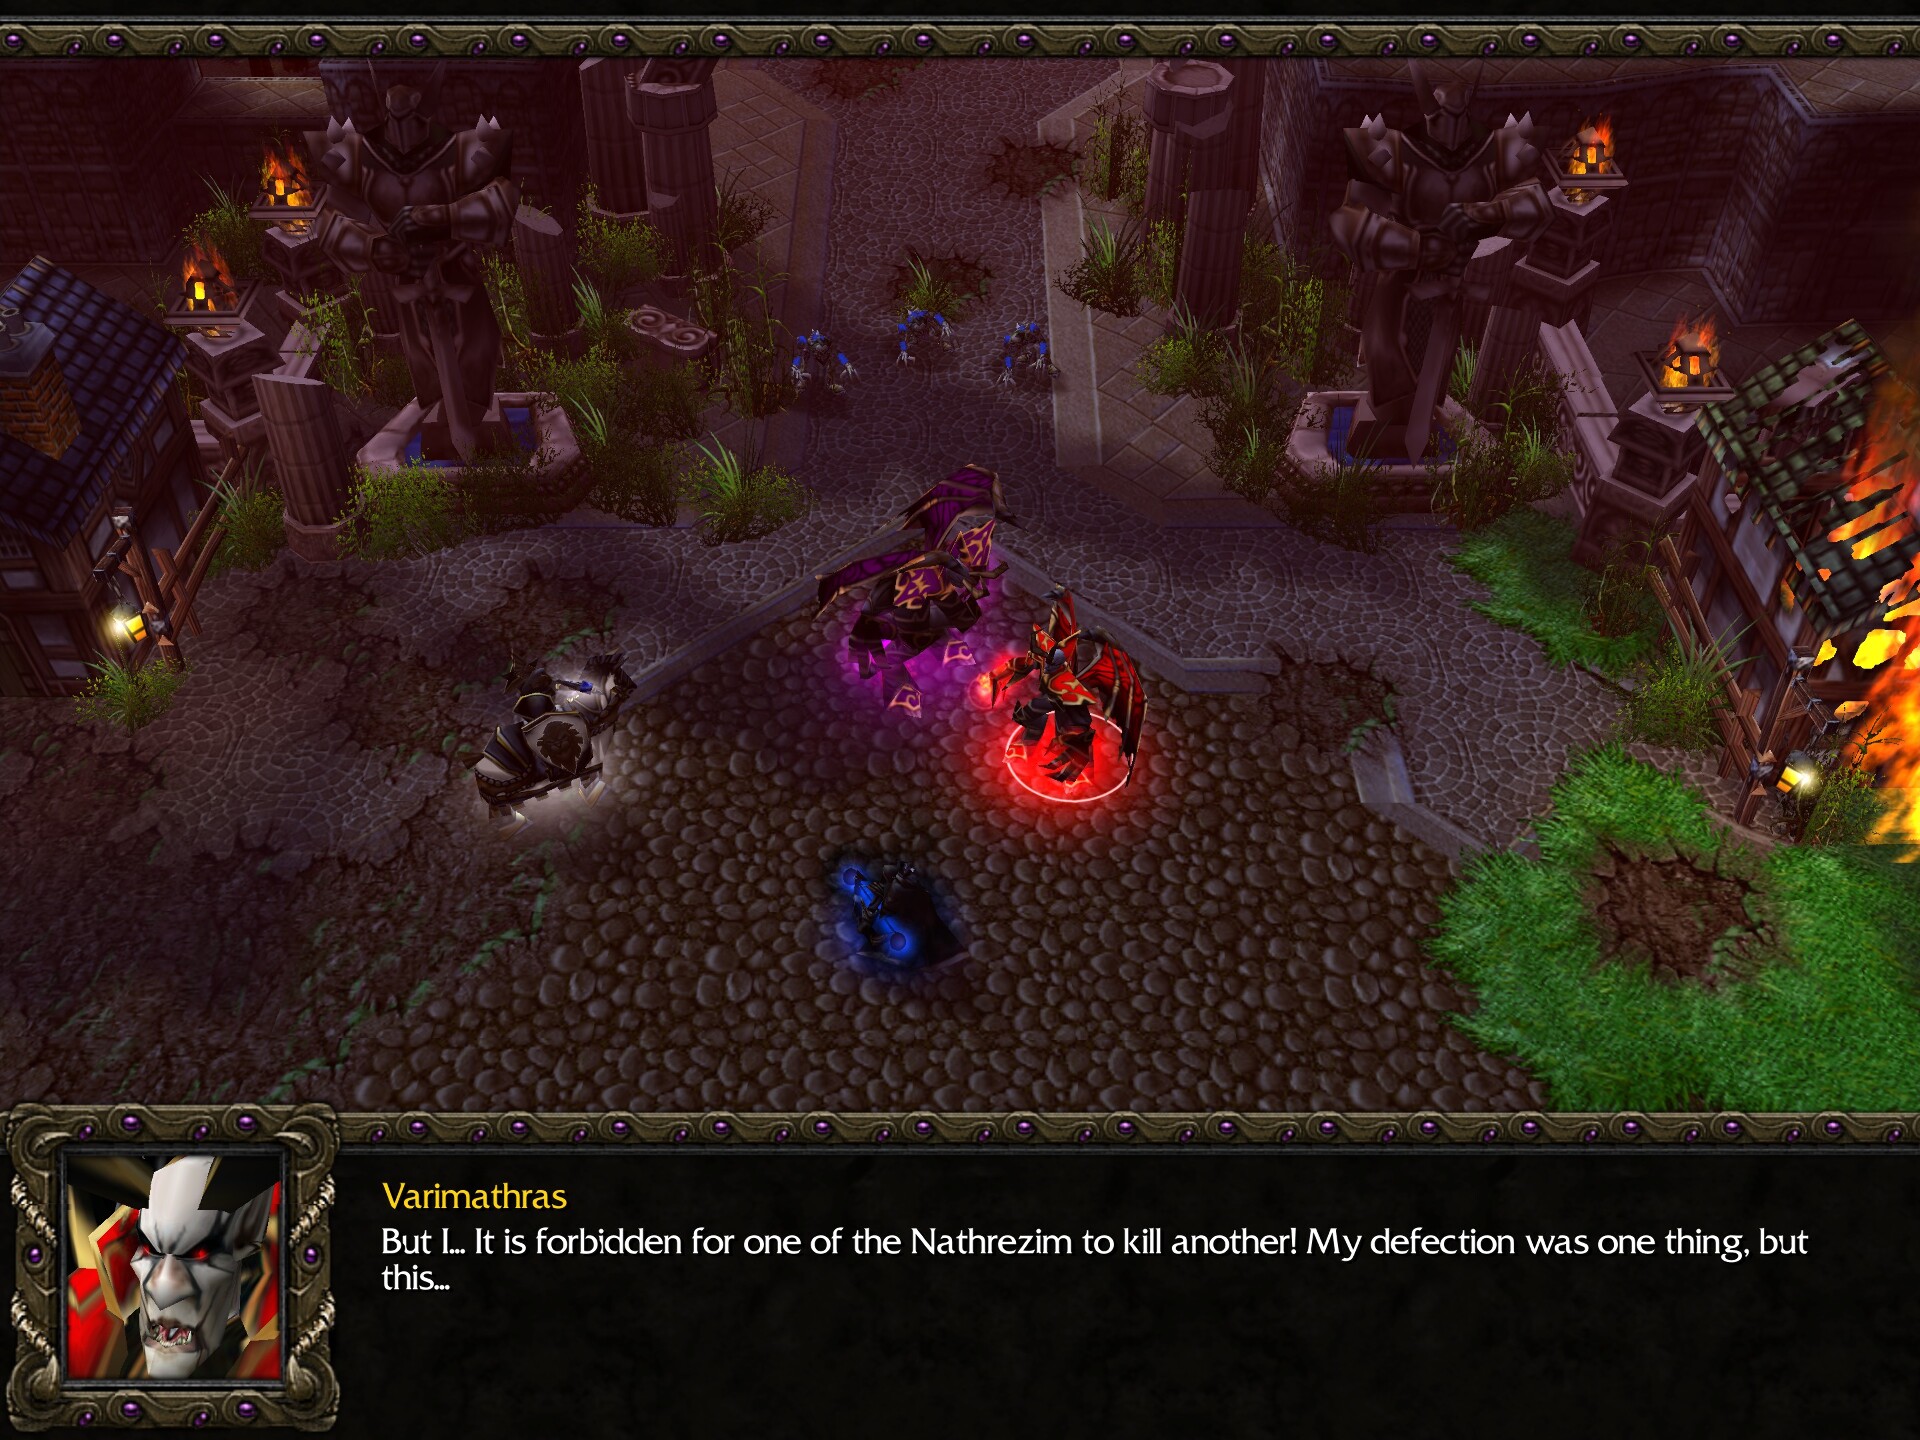 Varimathras
But I... It is forbidden for one of the Nathrezim to kill another! My defection was one thing, but
this...